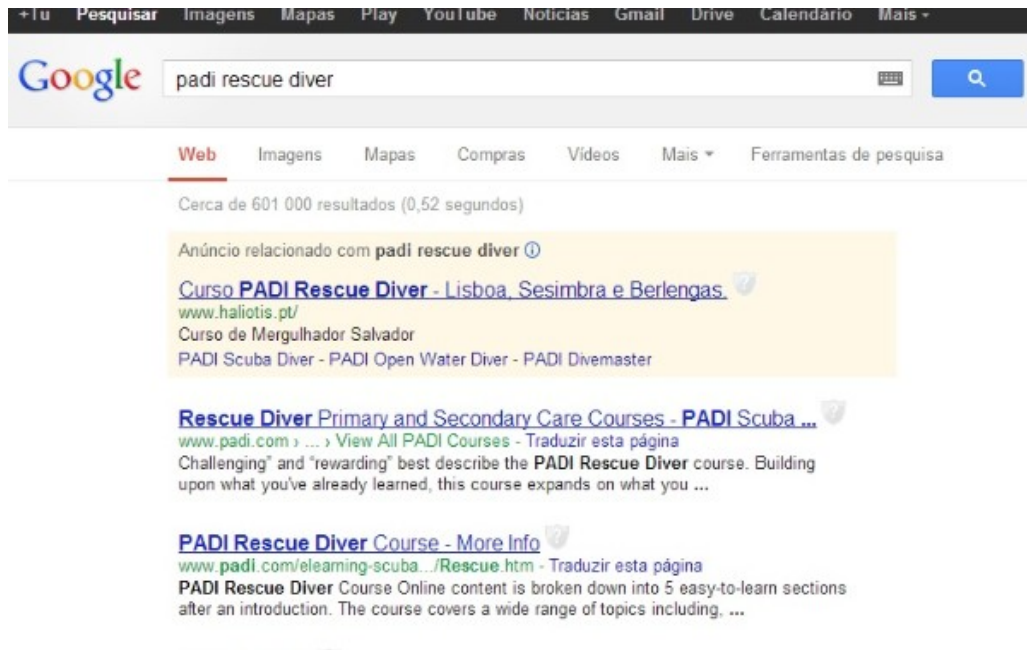 +Tu Pesquisar Imagens Mapas Play YouTube Notícias Gmail Drive Calendário Mais
Google padi rescue diver
Web Imagens Mapas Compras Vídeos Mais Ferramentas de pesquisa
Cerca de 601 000 resultados (0,52 segundos)
Anúncio relacionado com padi rescue diver
Curso PADI Rescue Diver - Lisboa, Sesimbra e Berlengas.
www.haliotis.pt/
Curso de Mergulhador Salvador
PADI Scuba Diver - PADI Open Water Diver - PADI Divemaster
Rescue Diver Primary and Secondary Care Courses - PADI Scuba ...
www.padi.com › ... › View All PADI Courses - Traduzir esta página
Challenging” and “rewarding” best describe the PADI Rescue Diver course. Building
upon what you've already learned, this course expands on what you ...
PADI Rescue Diver Course - More Info
www.padi.com/elearning-scuba.../Rescue.htm - Traduzir esta página
PADI Rescue Diver Course Online content is broken down into 5 easy-to-learn sections
after an introduction. The course covers a wide range of topics including, ...